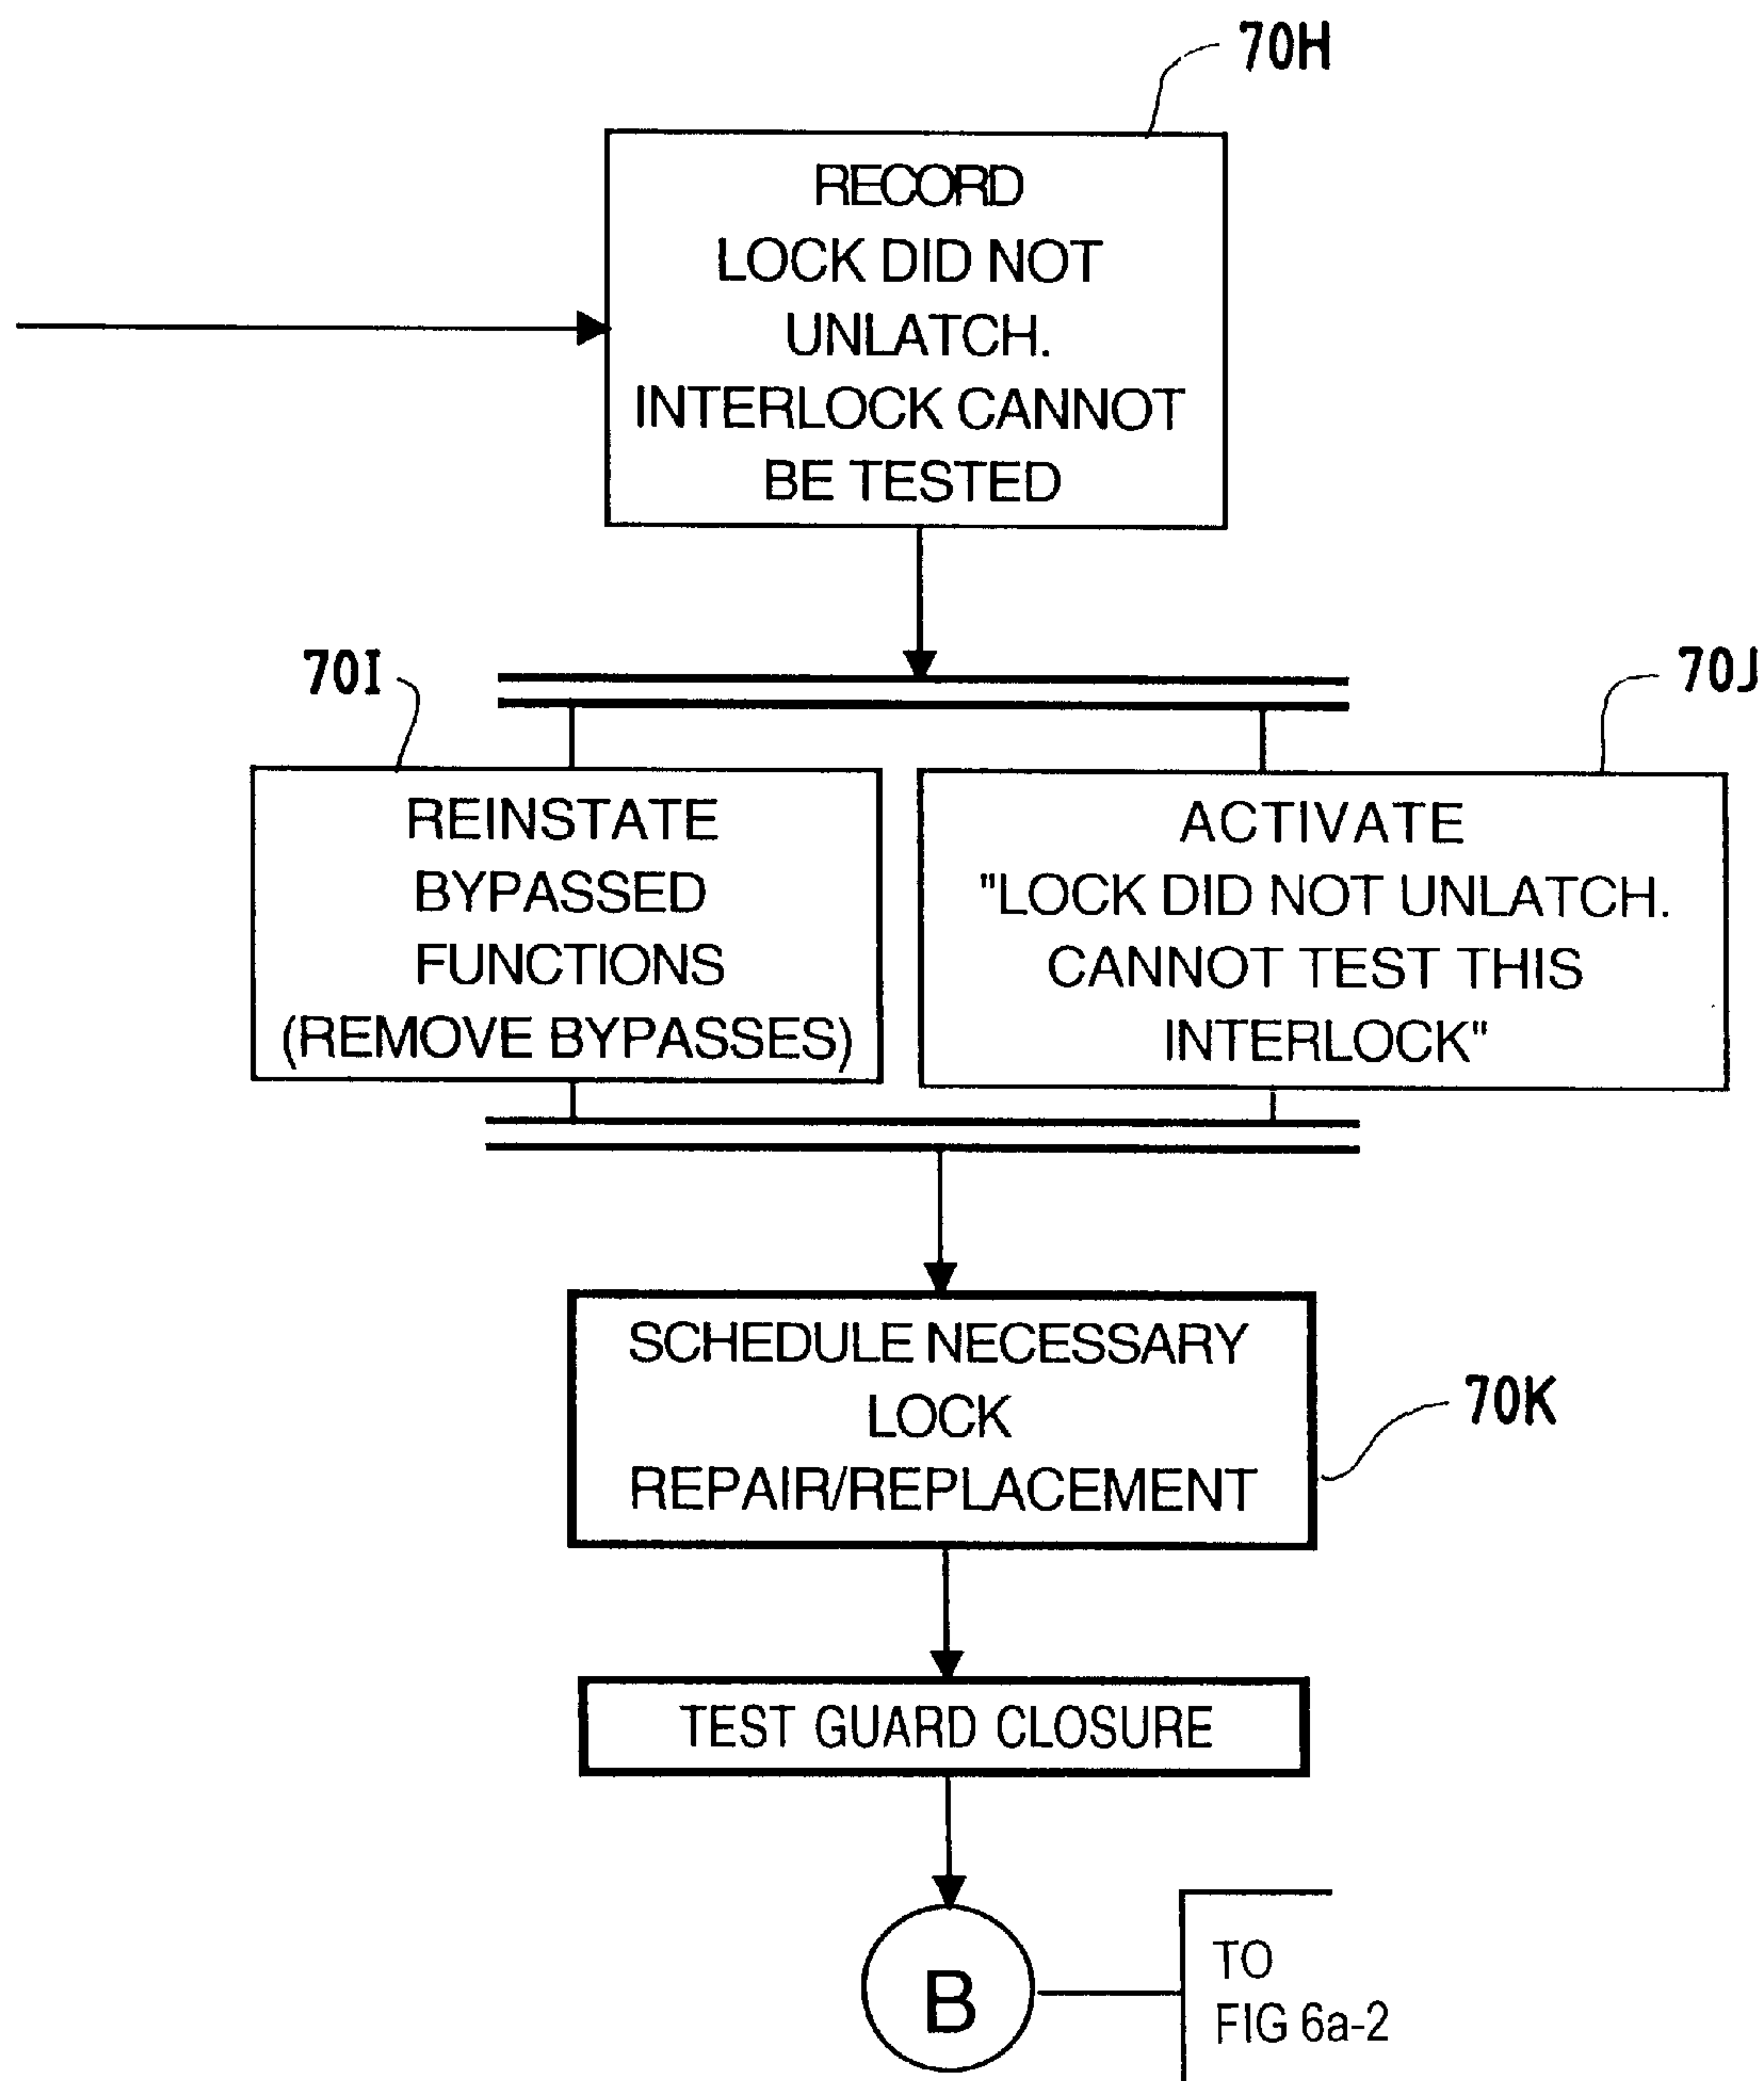 70H
RECORD
LOCK DID NOT
UNLATCH.
INTERLOCK CANNOT
BE TESTED
70I
70J
REINSTATE
BYPASSED
FUNCTIONS
(REMOVE BYPASSES)
ACTIVATE
"LOCK DID NOT UNLATCH.
CANNOT TEST THIS
INTERLOCK"
SCHEDULE NECESSARY
LOCK
REPAIR/REPLACEMENT
70K
TEST GUARD CLOSURE
B
TO
FIG 6a-2